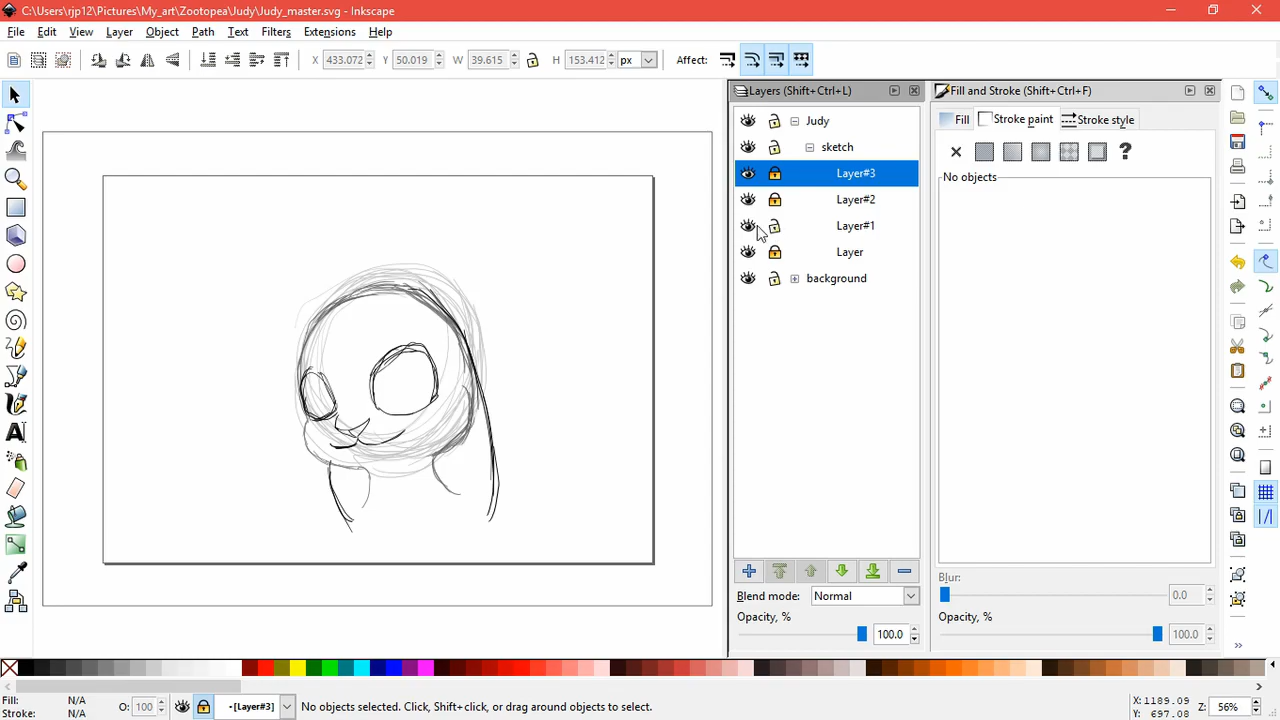 C:\Users\rjp12\Pictures\My_art\Zootopea\Judy\Judy_master.svg - Inkscape
File Edit View Layer Object Path Text Filters Extensions Help
X 433.072 Y 50.019 W 39.615 H 153.412 px Affect:
Layers (Shift+Ctrl+L) Fill and Stroke (Shift+Ctrl+F)
Judy
sketch
Layer#3
Layer#2
Layer#1
Layer
background
Fill Stroke paint Stroke style
?
No objects
Blend mode: Normal
Opacity, %
100.0
Blur:
0.0
Opacity, %
100.0
Fill: N/A
Stroke: N/A
O: 100
·[Layer#3]
No objects selected. Click, Shift+click, or drag around objects to select.
X:1189.09
Y: 697.08
Z: 56%